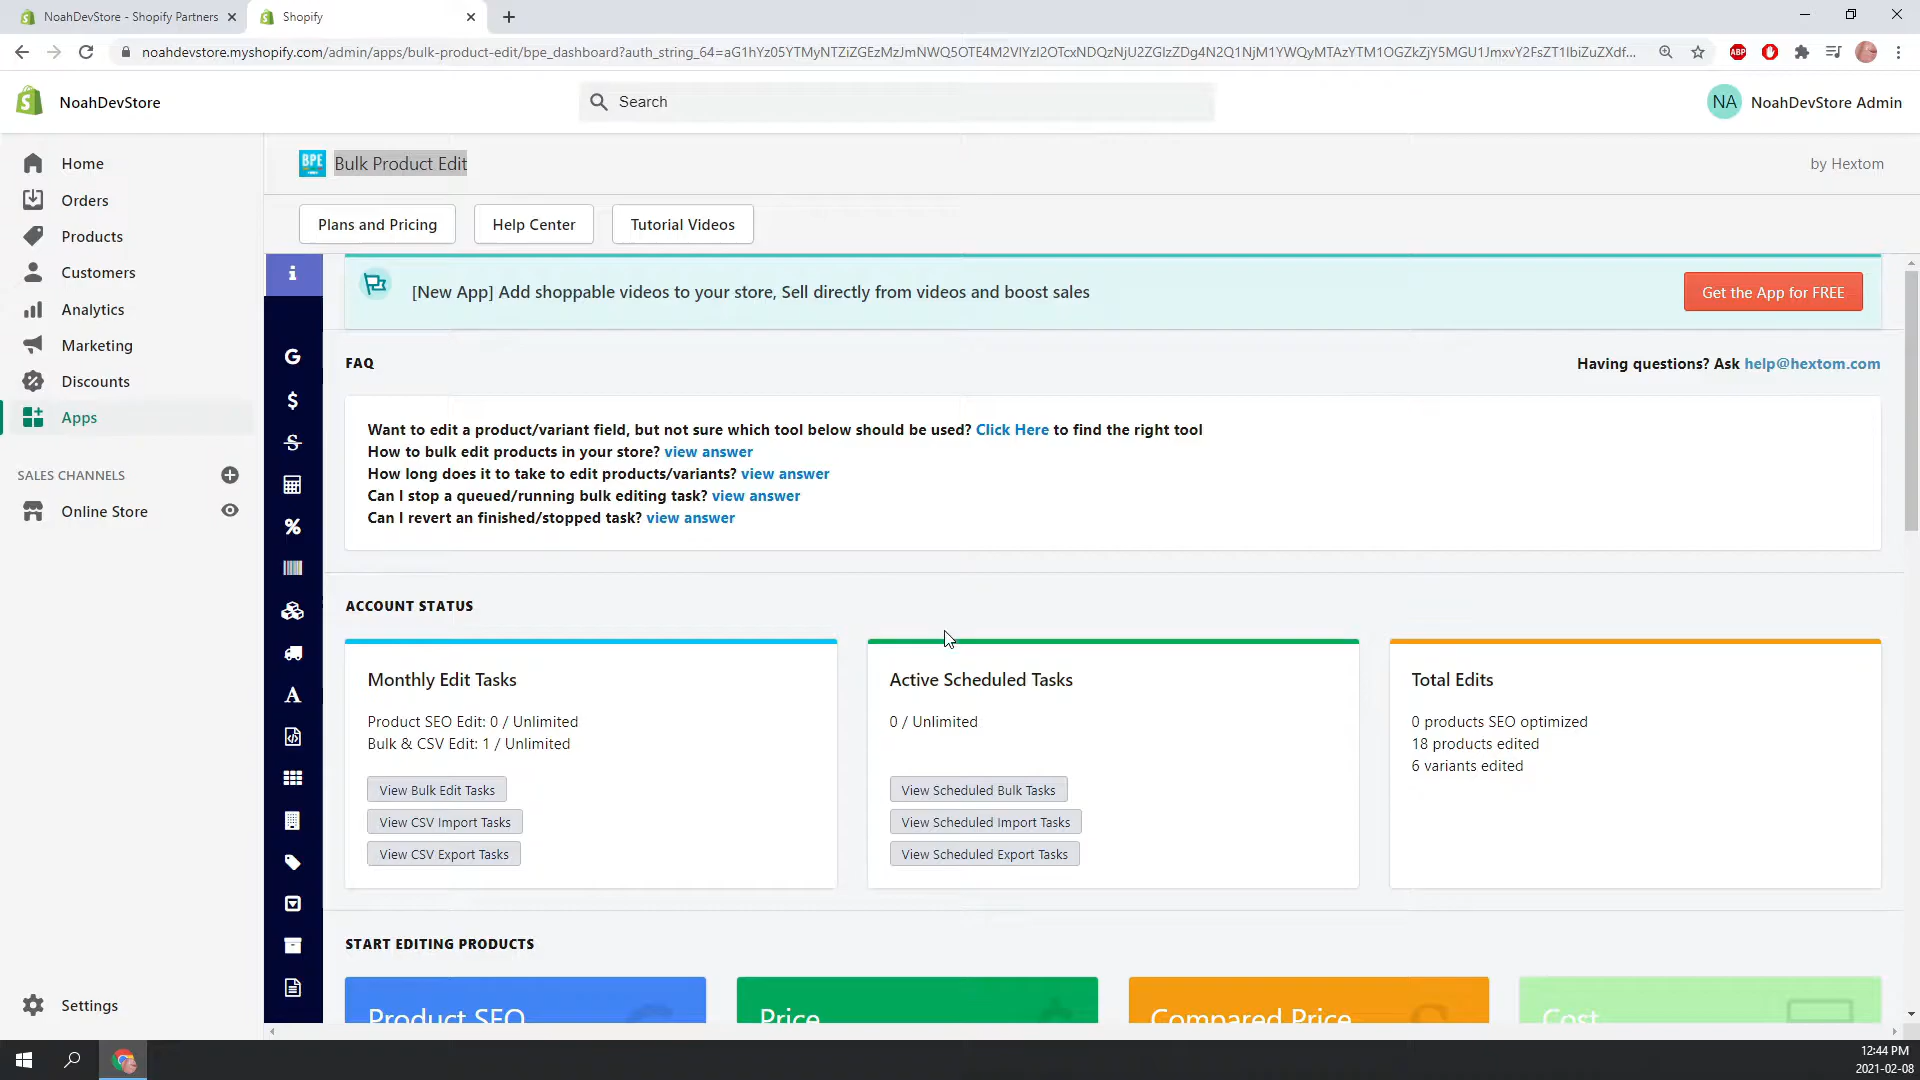 NoahDevStore - Shopify Partners
Shopify
noahdevstore.myshopify.com/admin/apps/bulk-product-edit/bpe_dashboard?auth_string_64=
ABP
NoahDevStore
Search
NA
NoahDevStore Admin
Home
Orders
Products
Customers
Analytics
Marketing
Discounts
Apps
SALES CHANNELS
Online Store
Settings
BPE
Bulk Product Edit
by Hextom
Plans and Pricing
Help Center
Tutorial Videos
[New App] Add shoppable videos to your store, Sell directly from videos and boost sales
Get the App for FREE
FAQ
Having questions? Ask help@hextom.com
Want to edit a product/variant field, but not sure which tool below should be used? Click Here to find the right tool
How to bulk edit products in your store? view answer
How long does it to take to edit products/variants? view answer
Can I stop a queued/running bulk editing task? view answer
Can I revert an finished/stopped task? view answer
ACCOUNT STATUS
Monthly Edit Tasks
Product SEO Edit: 0 / Unlimited
Bulk & CSV Edit: 1 / Unlimited
View Bulk Edit Tasks
View CSV Import Tasks
View CSV Export Tasks
Active Scheduled Tasks
0 / Unlimited
View Scheduled Bulk Tasks
View Scheduled Import Tasks
View Scheduled Export Tasks
Total Edits
0 products SEO optimized
18 products edited
6 variants edited
START EDITING PRODUCTS
Product SEO
Price
Compared Price
Cost
12:44 PM
2021-02-08